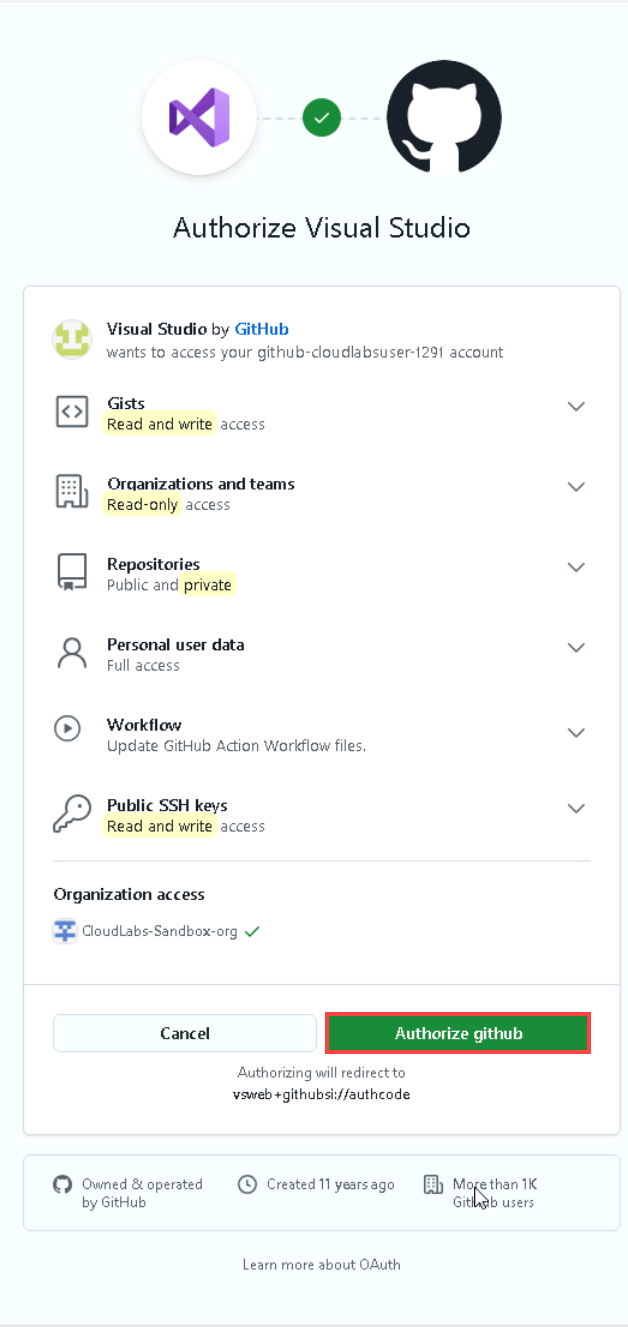 Authorize Visual Studio
Visual Studio by GitHub
wants to access your github-cloudlabsuser-1291 account
Gists
Read and write access
Organizations and teams
Read-only access
Repositories
Public and private
Personal user data
Full access
Workflow
Update GitHub Action Workflow files.
Public SSH keys
Read and write access
Organization access
CloudLabs-Sandbox-org
Cancel
Authorize github
Authorizing will redirect to
vsweb+githubsi://authcode
Owned & operated
by GitHub
Created 11 years ago
More than 1K
GitHub users
Learn more about OAuth